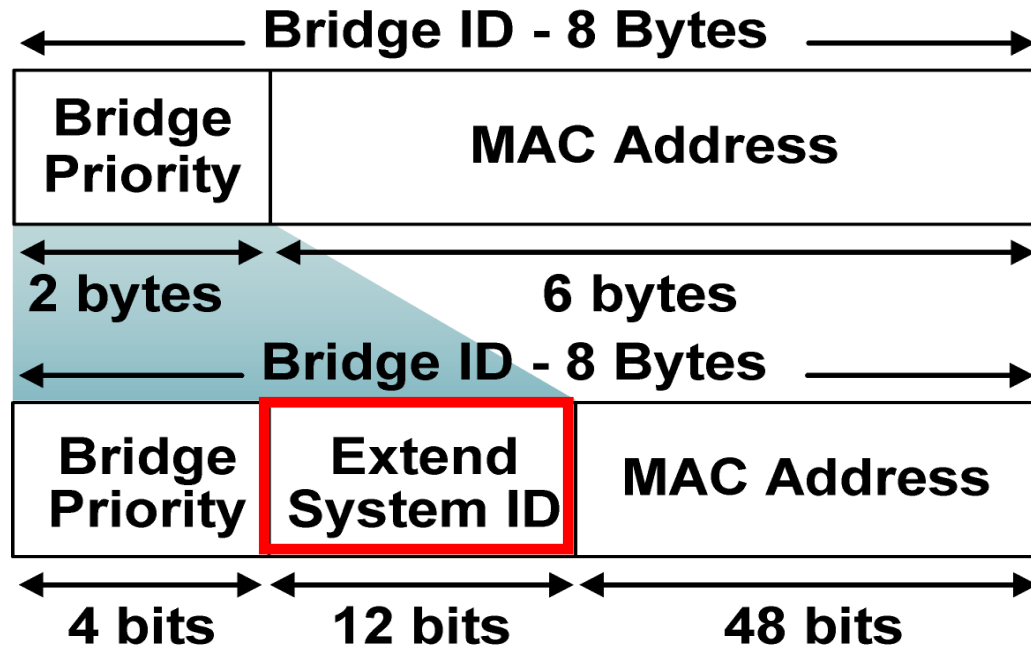 Bridge ID - 8 Bytes
Bridge
Priority
MAC Address
2 bytes
6 bytes
Bridge ID - 8 Bytes
Bridge
Priority
Extend
System ID
MAC Address
4 bits
12 bits
48 bits